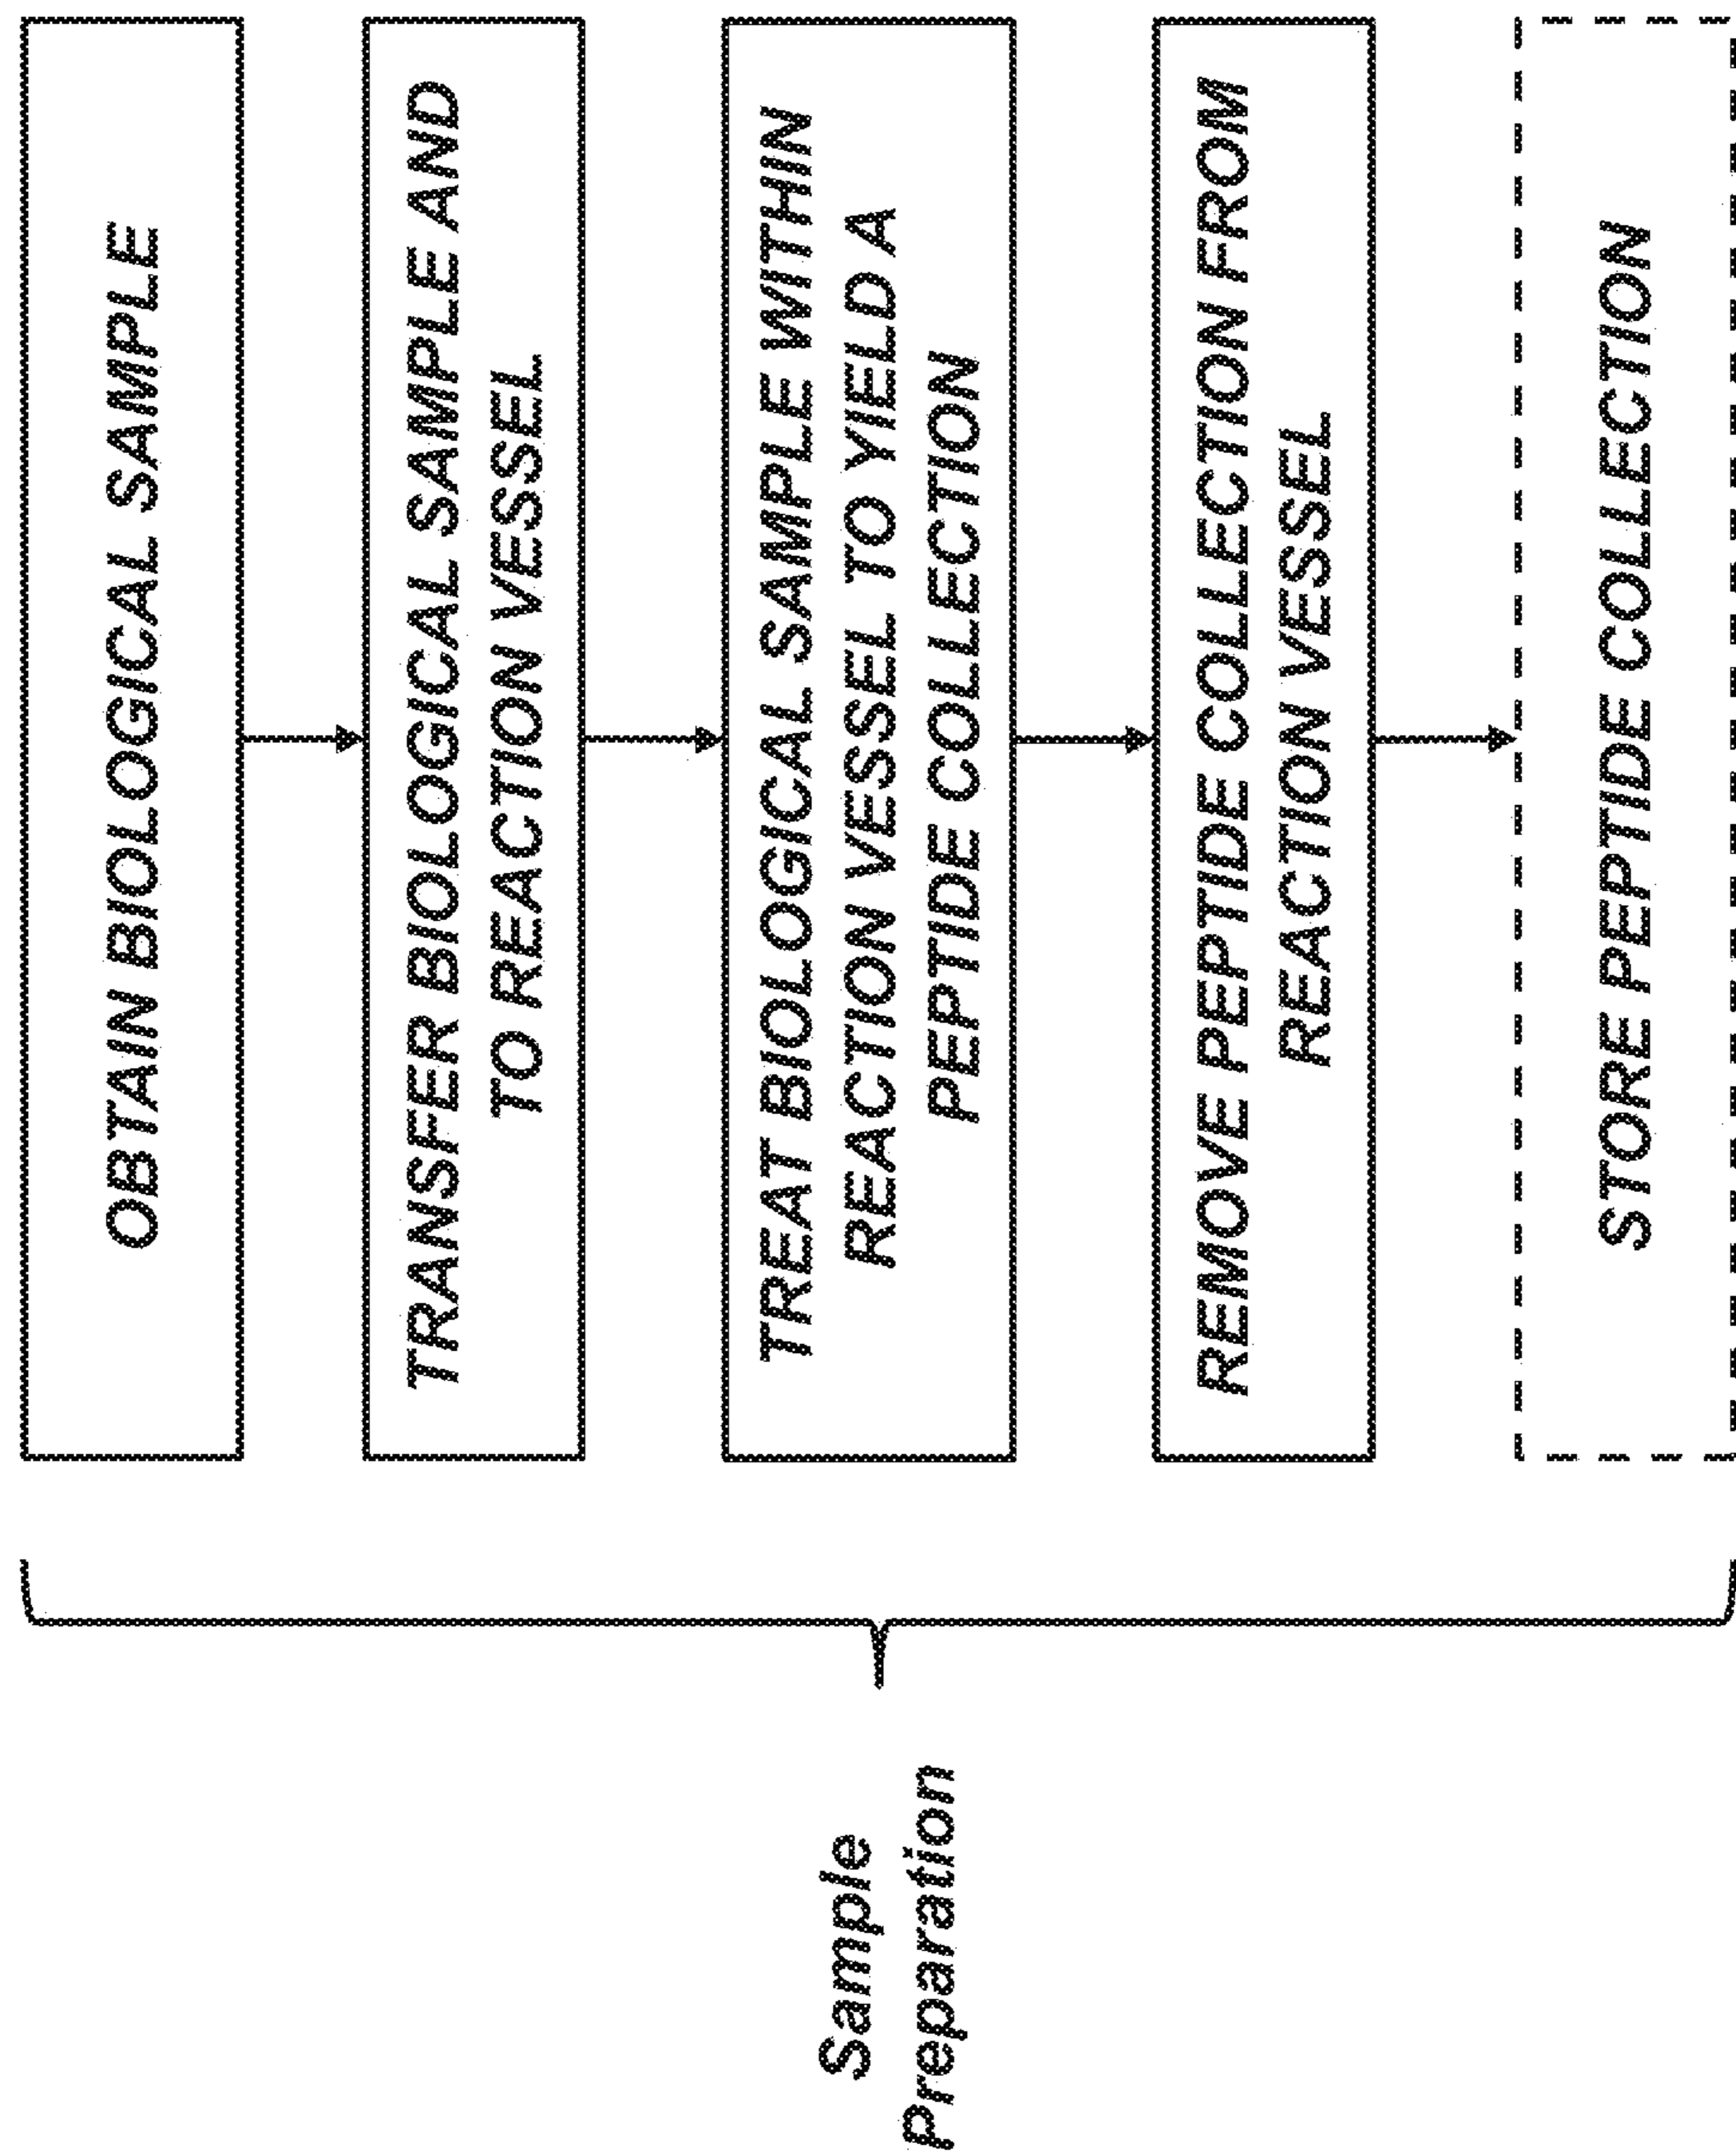 Sample
Preparation
OBTAIN BIOLOGICAL SAMPLE
TRANSFER BIOLOGICAL SAMPLE AND
TO REACTION VESSEL
TREAT BIOLOGICAL SAMPLE WITHIN
REACTION VESSEL TO YIELD A
PEPTIDE COLLECTION
REMOVE PEPTIDE COLLECTION FROM
REACTION VESSEL
STORE PEPTIDE COLLECTION